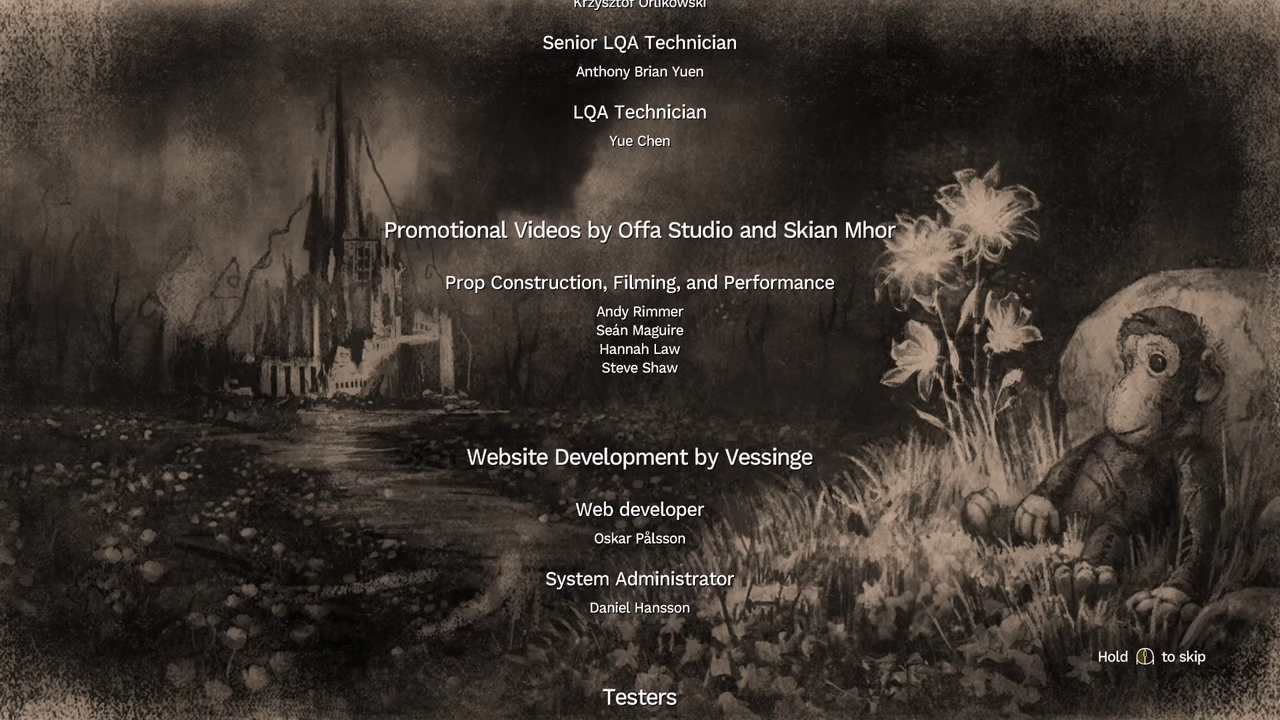 Krzysztof Orlikowski
Senior LQA Technician
Anthony Brian Yuen
LQA Technician
Yue Chen
Promotional Videos by Offa Studio and Skian Mhor
Prop Construction, Filming, and Performance
Andy Rimmer
Seán Maguire
Hannah Law
Steve Shaw
Website Development by Vessinge
Web developer
Oskar Pålsson
System Administrator
Daniel Hansson
Hold to skip
Testers